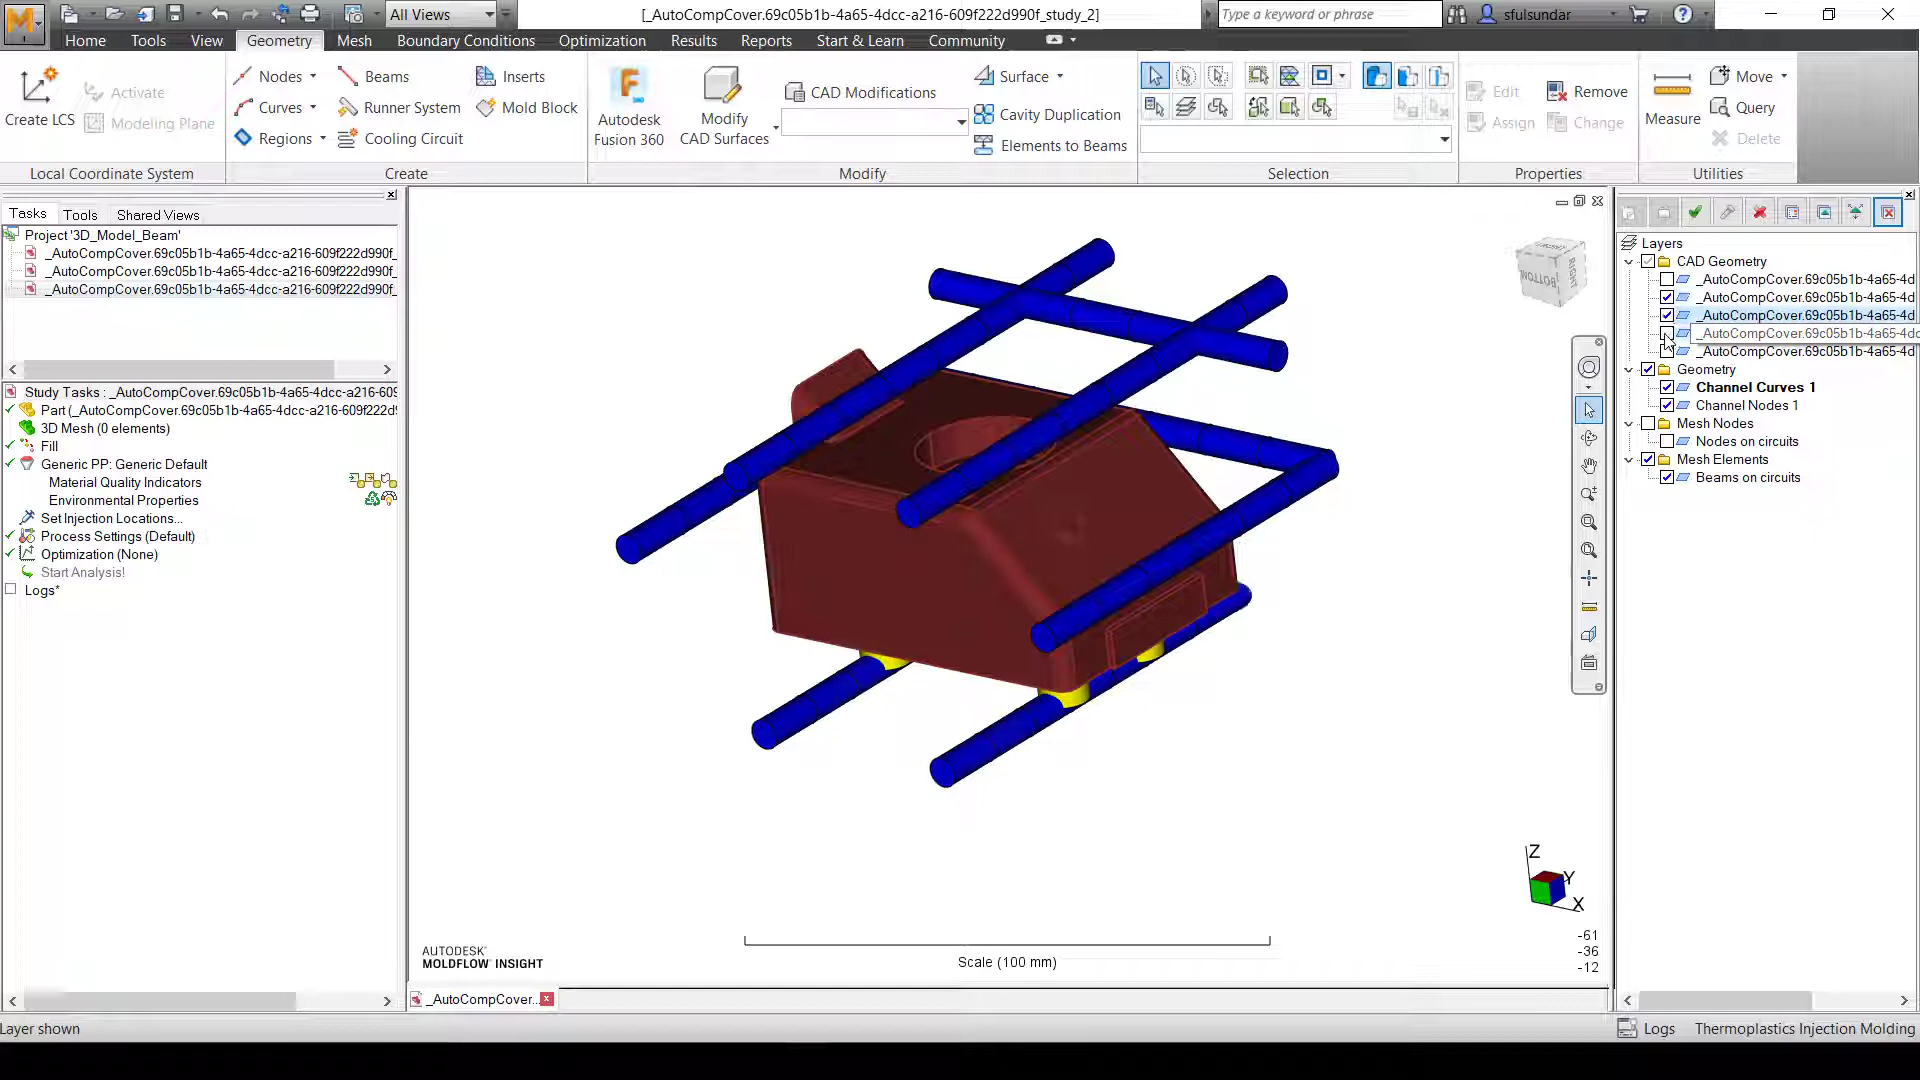 All Views
[_AutoCompCover.69c05b1b-4a65-4dcc-a216-609f222d990f_study_2]
Type a keyword or phrase
sfulsundar
Home Tools View Geometry Mesh Boundary Conditions Optimization Results Reports Start & Learn Community
Create LCS
Activate
Modeling Plane
Local Coordinate System
Nodes
Curves
Regions
Beams
Runner System
Cooling Circuit
Inserts
Mold Block
Create
Autodesk
Fusion 360
Modify
CAD Surfaces
CAD Modifications
Surface
Cavity Duplication
Elements to Beams
Modify
Selection
Edit
Assign
Remove
Change
Properties
Measure
Move
Query
Delete
Utilities
Tasks Tools Shared Views
Project '3D_Model_Beam'
_AutoCompCover.69c05b1b-4a65-4dcc-a216-609f222d990f_
_AutoCompCover.69c05b1b-4a65-4dcc-a216-609f222d990f_
_AutoCompCover.69c05b1b-4a65-4dcc-a216-609f222d990f_
Study Tasks : _AutoCompCover.69c05b1b-4a65-4dcc-a216-609
Part (_AutoCompCover.69c05b1b-4a65-4dcc-a216-609f222d9
3D Mesh (0 elements)
Fill
Generic PP: Generic Default
Material Quality Indicators
Environmental Properties
Set Injection Locations...
Process Settings (Default)
Optimization (None)
Start Analysis!
Logs*
BOTTOM
RIGHT
Z
Y
X
-61
-36
-12
AUTODESK'
MOLDFLOW INSIGHT
Scale (100 mm)
_AutoCompCover...
Layers
CAD Geometry
_AutoCompCover.69c05b1b-4a65-4d
_AutoCompCover.69c05b1b-4a65-4d
_AutoCompCover.69c05b1b-4a65-4d
_AutoCompCover.69c05b1b-4a65-4dc
_AutoCompCover.69c05b1b-4a65-4d
Geometry
Channel Curves 1
Channel Nodes 1
Mesh Nodes
Nodes on circuits
Mesh Elements
Beams on circuits
Layer shown
Logs
Thermoplastics Injection Molding